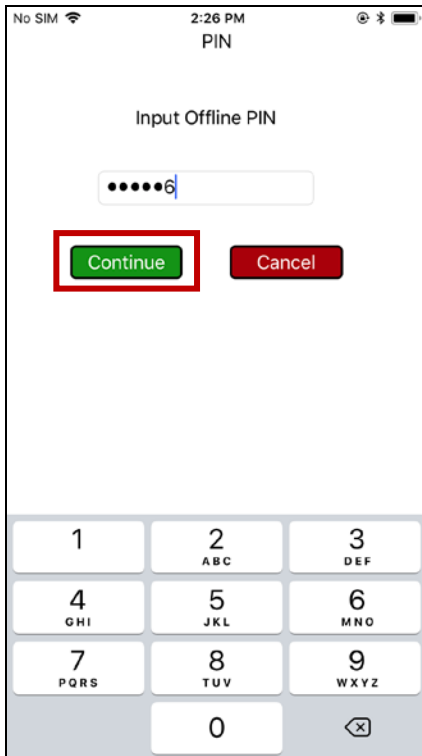 No SIM 2:26 PM
PIN
Input Offline PIN
•••••6
Continue Cancel
1 2 3
ABC DEF
4 5 6
GHI JKL MNO
7 8 9
PQRS TUV WXYZ
0